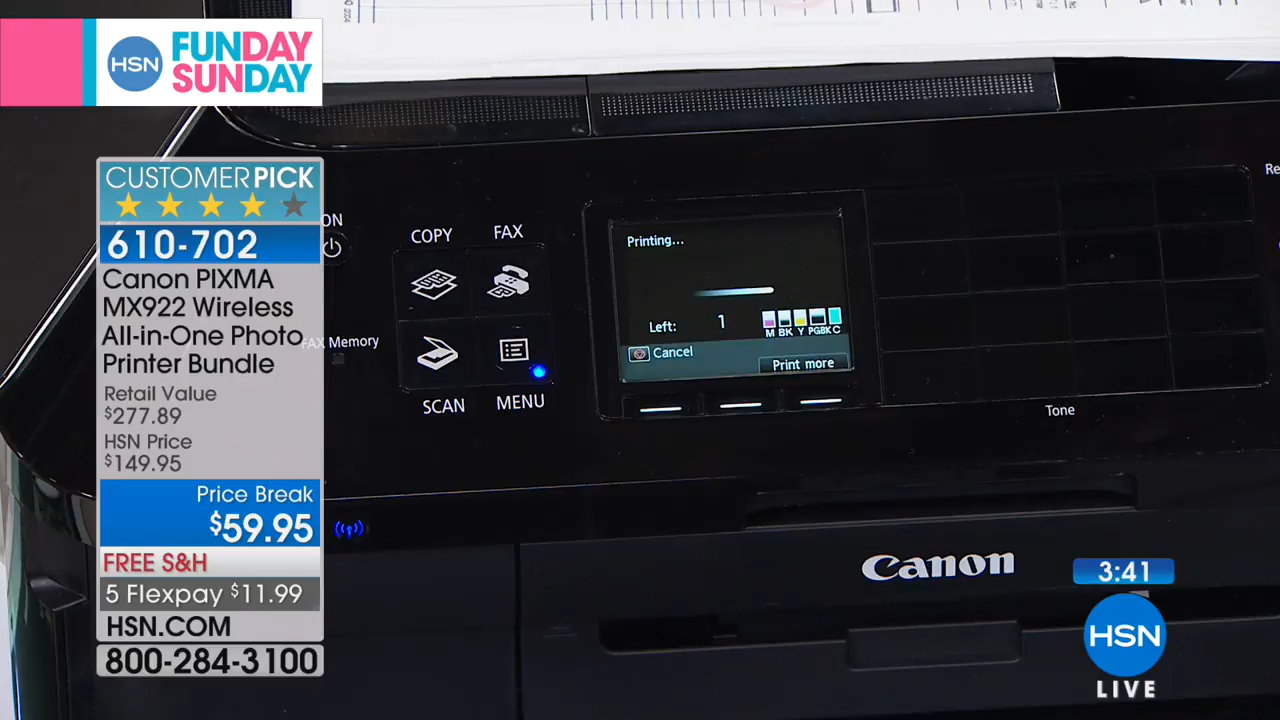 HSN
FUNDAY
SUNDAY
CUSTOMER PICK
610-702
Canon PIXMA
MX922 Wireless
All-in-One Photo
Printer Bundle
Retail Value
$277.89
HSN Price
$149.95
Price Break
$59.95
FREE S&H
5 Flexpay $11.99
HSN.COM
800-284-3100
ON
COPY
FAX
FAX Memory
SCAN
MENU
Printing...
Left: 1
M BK Y PGBK C
Cancel
Print more
Re
Tone
Canon
3:41
HSN
LIVE